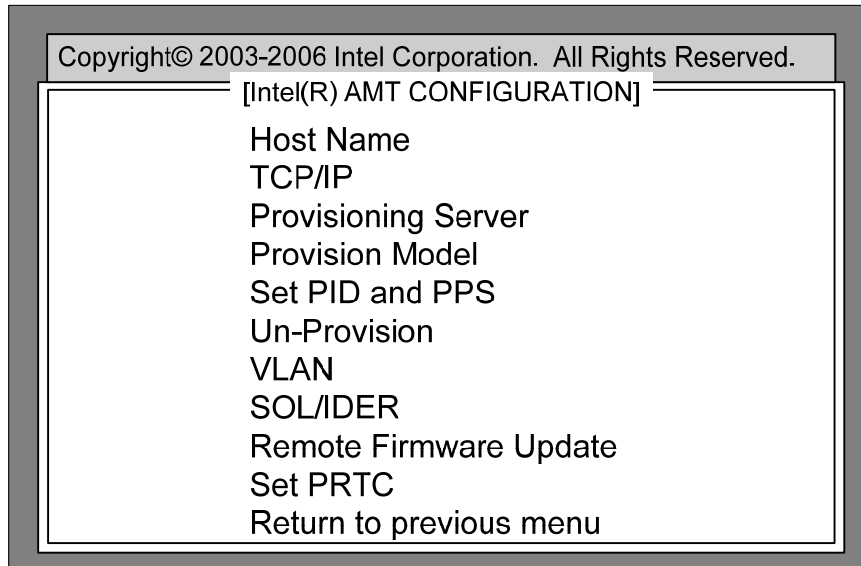 Copyright© 2003-2006 Intel Corporation. All Rights Reserved.
[Intel(R) AMT CONFIGURATION]
Host Name
TCP/IP
Provisioning Server
Provision Model
Set PID and PPS
Un-Provision
VLAN
SOL/IDER
Remote Firmware Update
Set PRTC
Return to previous menu